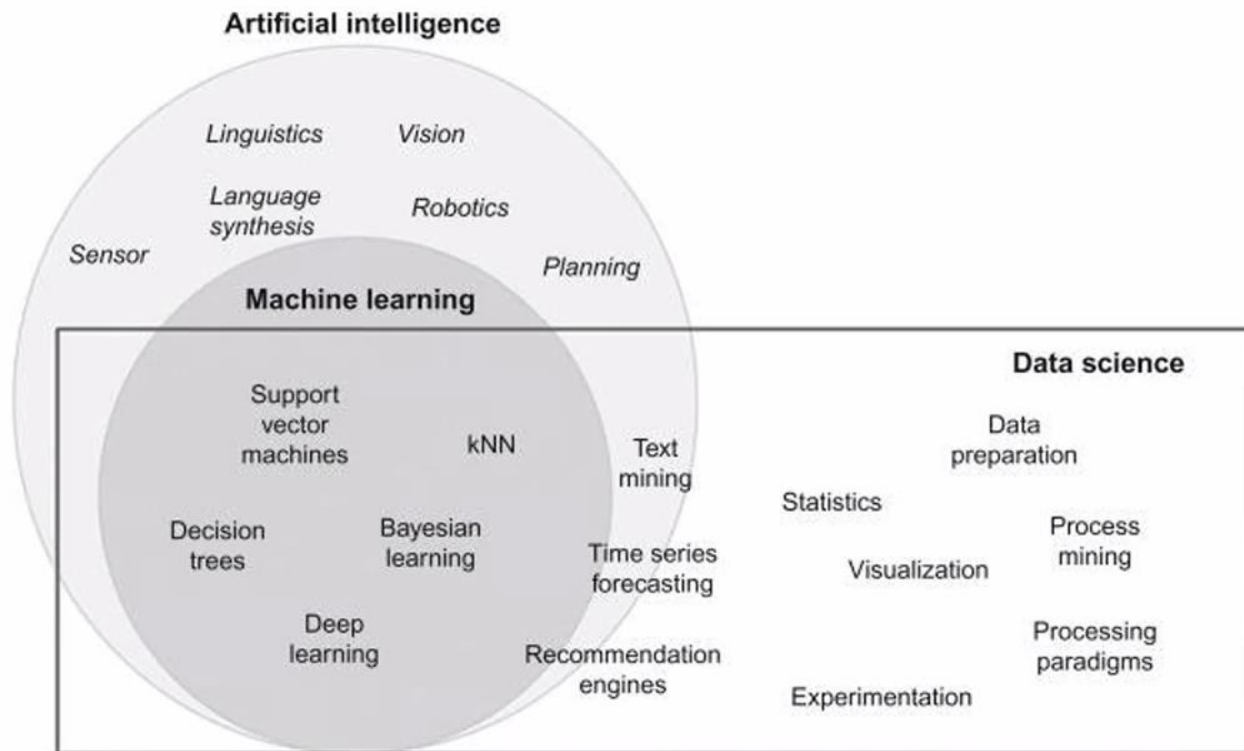 Artificial intelligence
Linguistics
Vision
Language
synthesis
Robotics
Sensor
Planning
Machine learning
Data science
Support
vector
machines
kNN
Text
mining
Data
preparation
Statistics
Decision
trees
Bayesian
learning
Time series
forecasting
Visualization
Process
mining
Deep
learning
Recommendation
engines
Processing
paradigms
Experimentation